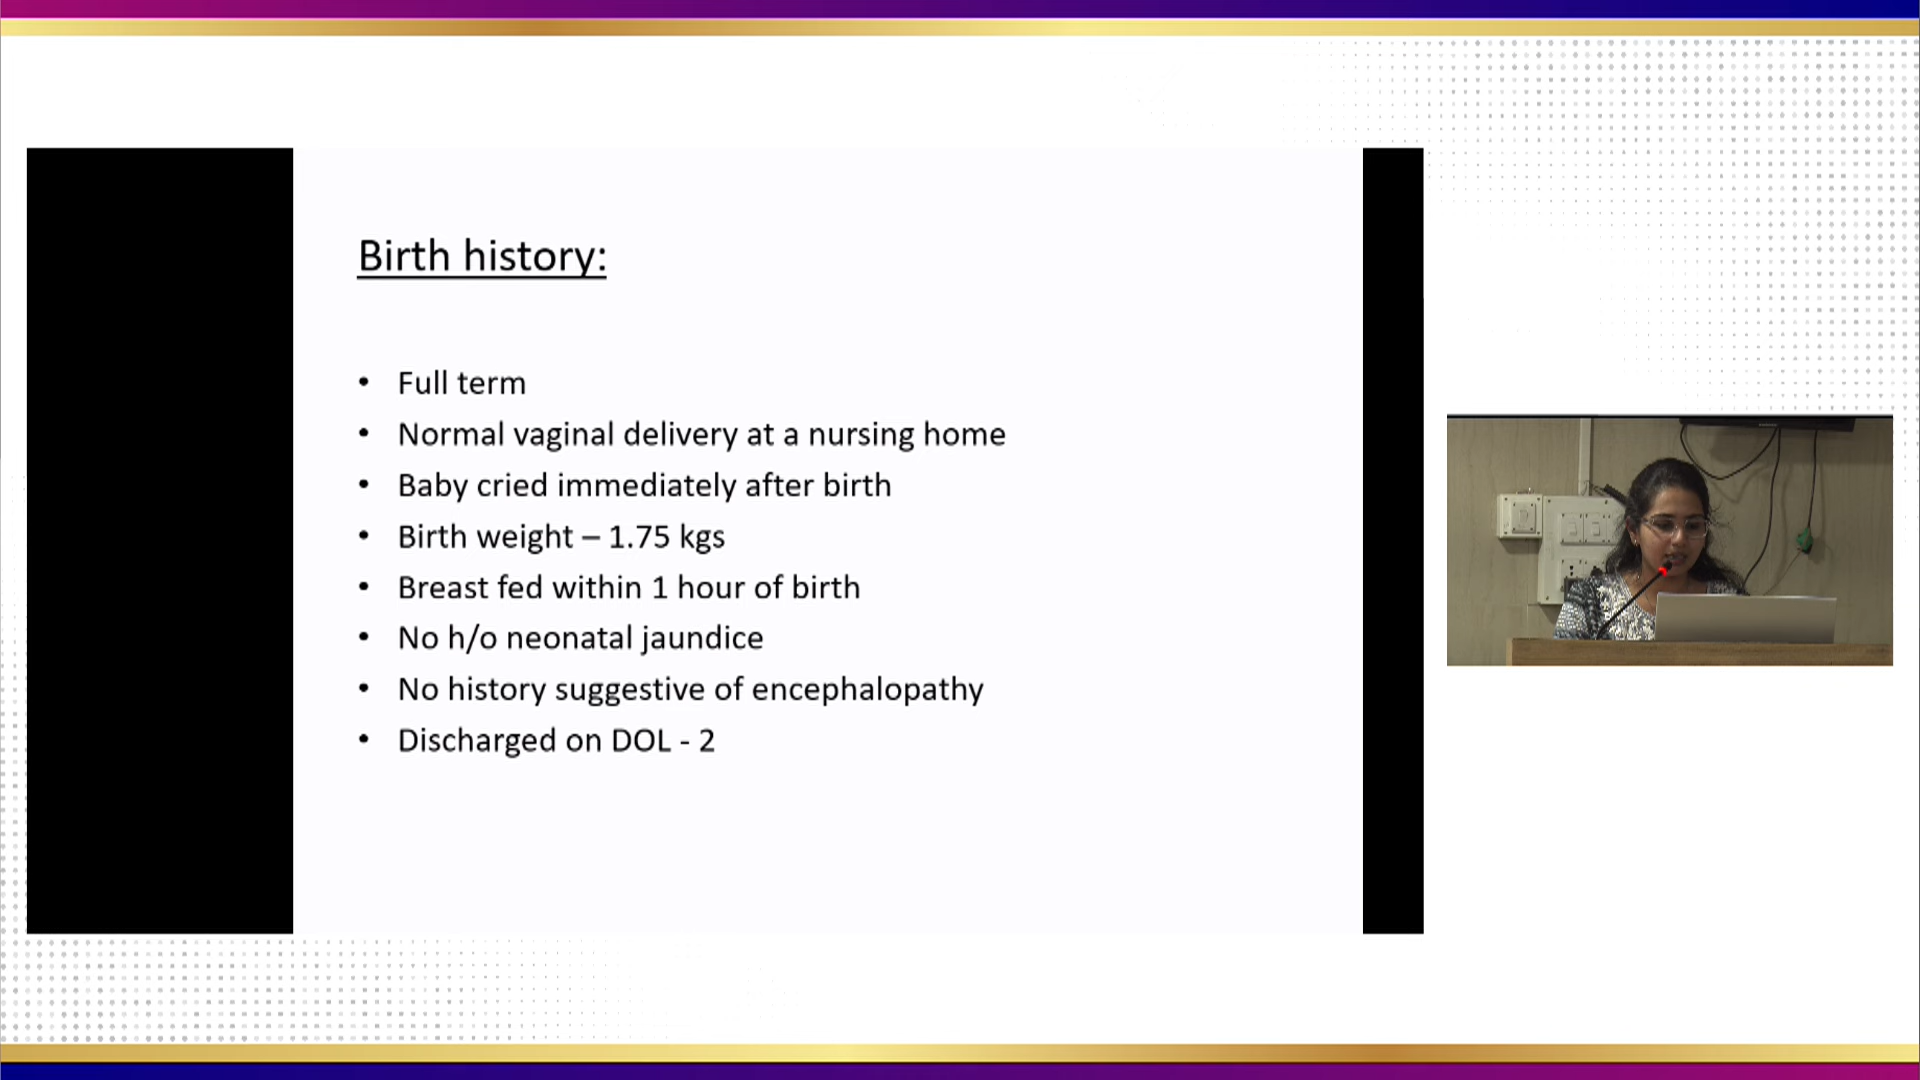 Birth history:
• Full term
• Normal vaginal delivery at a nursing home
• Baby cried immediately after birth
• Birth weight – 1.75 kgs
• Breast fed within 1 hour of birth
• No h/o neonatal jaundice
• No history suggestive of encephalopathy
• Discharged on DOL - 2